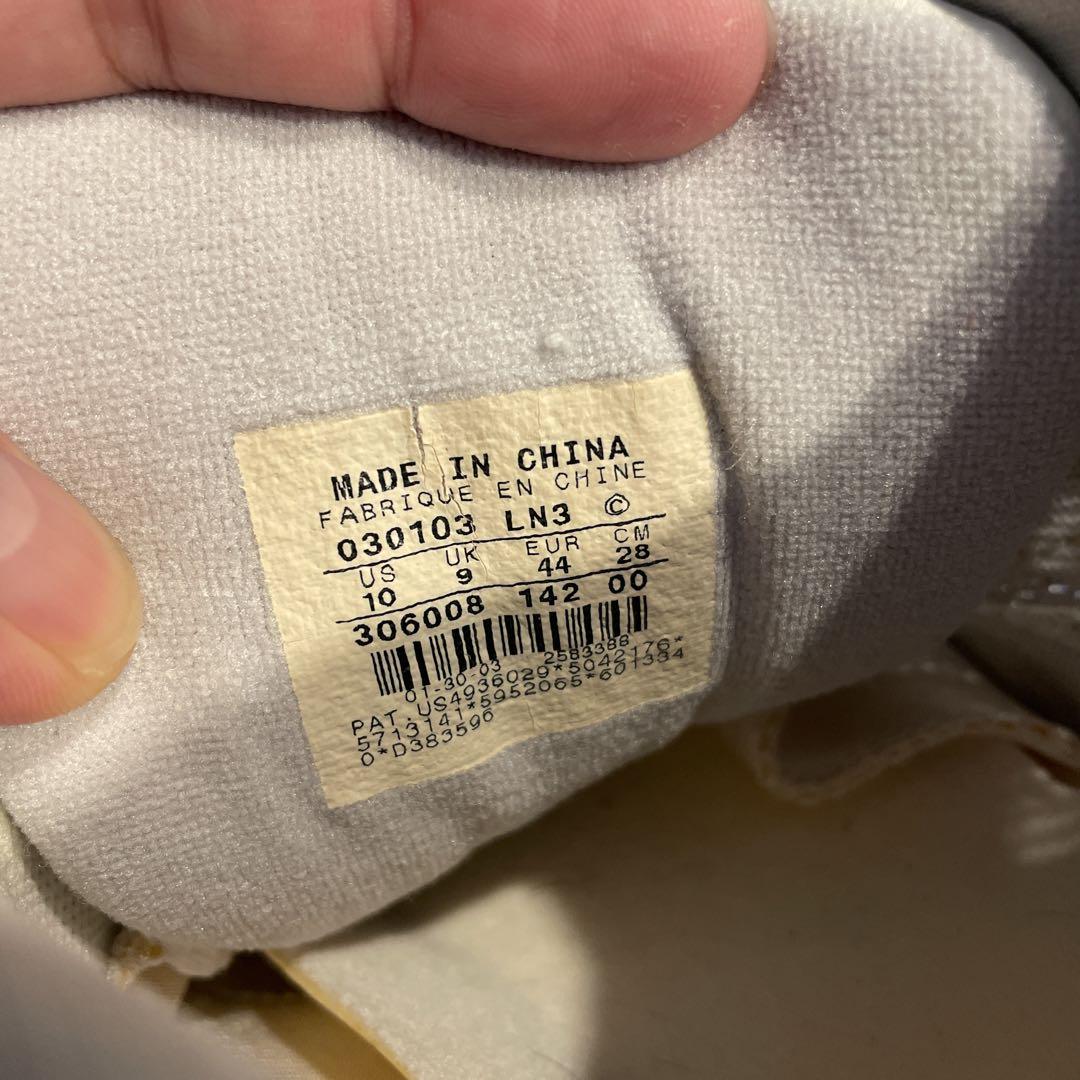 MADE IN CHINA
FABRIQUE EN CHINE
030103 LN3 ©
US UK EUR CM
10 9 44 28
306008 142 00
01-30-03 2583388
PAT.US4936029*5042176*
5713141*5952065*601334
0*D383596